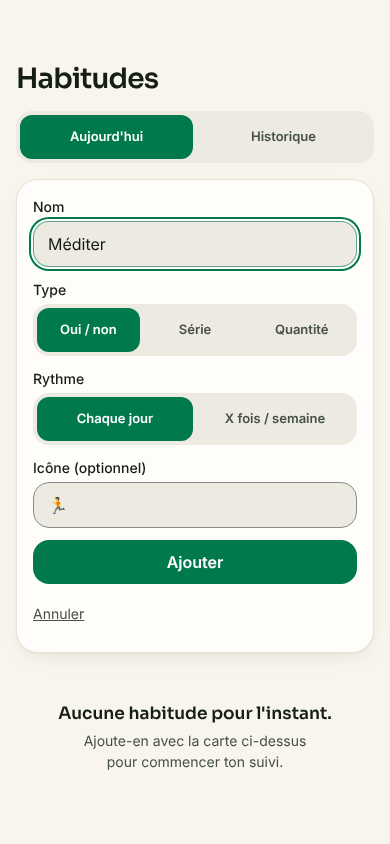 Habitudes
Aujourd'hui
Historique
Nom
Méditer
Type
Oui / non
Série
Quantité
Rythme
Chaque jour
X fois / semaine
Icône (optionnel)
🏃
Ajouter
Annuler
Aucune habitude pour l'instant.
Ajoute-en avec la carte ci-dessus
pour commencer ton suivi.